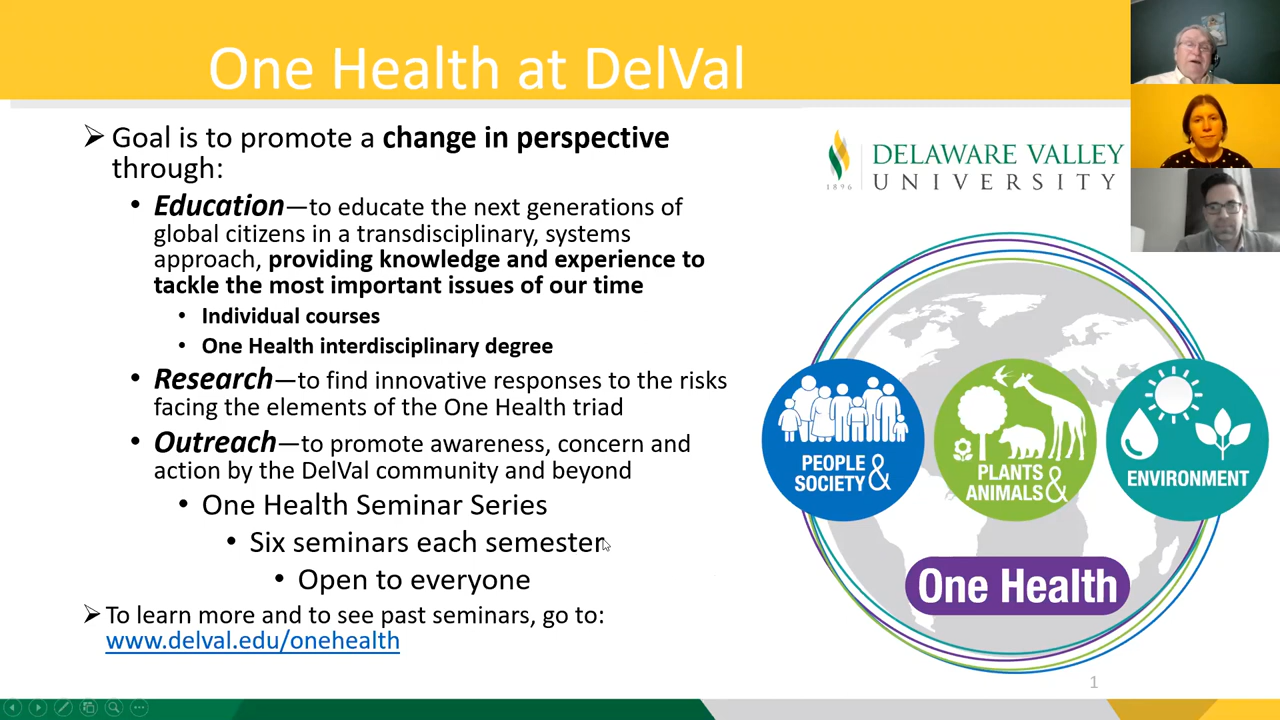 One Health at DelVal
➢ Goal is to promote a change in perspective
through:
• Education—to educate the next generations of
global citizens in a transdisciplinary, systems
approach, providing knowledge and experience to
tackle the most important issues of our time
• Individual courses
• One Health interdisciplinary degree
• Research—to find innovative responses to the risks
facing the elements of the One Health triad
• Outreach—to promote awareness, concern and
action by the DelVal community and beyond
• One Health Seminar Series
• Six seminars each semester
• Open to everyone
➢ To learn more and to see past seminars, go to:
www.delval.edu/onehealth
1896
DELAWARE VALLEY
UNIVERSITY
PEOPLE
SOCIETY &
PLANTS
ANIMALS &
ENVIRONMENT
One Health
1